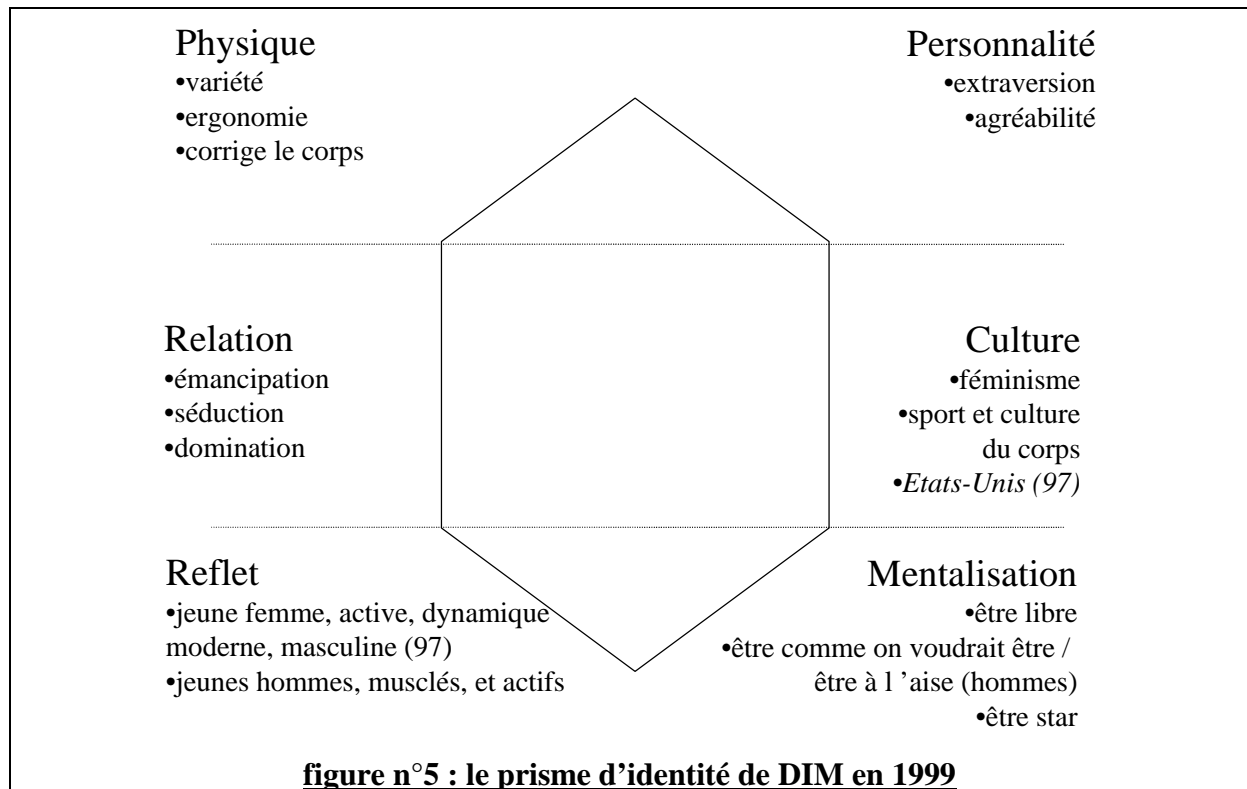 Physique
•variété
•ergonomie
•corrige le corps
Personnalité
•extraversion
•agréabilité
Relation
•émancipation
•séduction
•domination
Culture
•féminisme
•sport et culture
du corps
•Etats-Unis (97)
Reflet
•jeune femme, active, dynamique
moderne, masculine (97)
•jeunes hommes, musclés, et actifs
Mentalisation
•être libre
•être comme on voudrait être /
être à l ’aise (hommes)
•être star
figure n°5 : le prisme d’identité de DIM en 1999